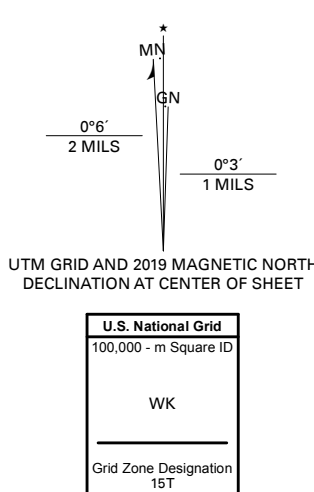 ★
MN
GN
0°6´
2 MILS
0°3´
1 MILS
UTM GRID AND 2019 MAGNETIC NORTH
DECLINATION AT CENTER OF SHEET
U.S. National Grid
100,000 - m Square ID
WK
Grid Zone Designation
15T